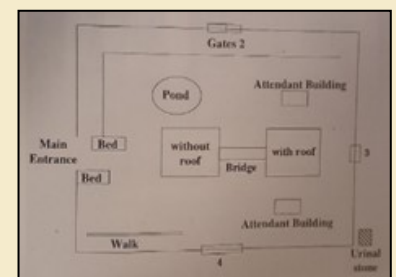 Gates 2
Attendant Building
Pond
Main
Entrance
Bed
without
roof
with roof
3
Bridge
Bed
Attendant Building
Walk
4
Urinal
stone